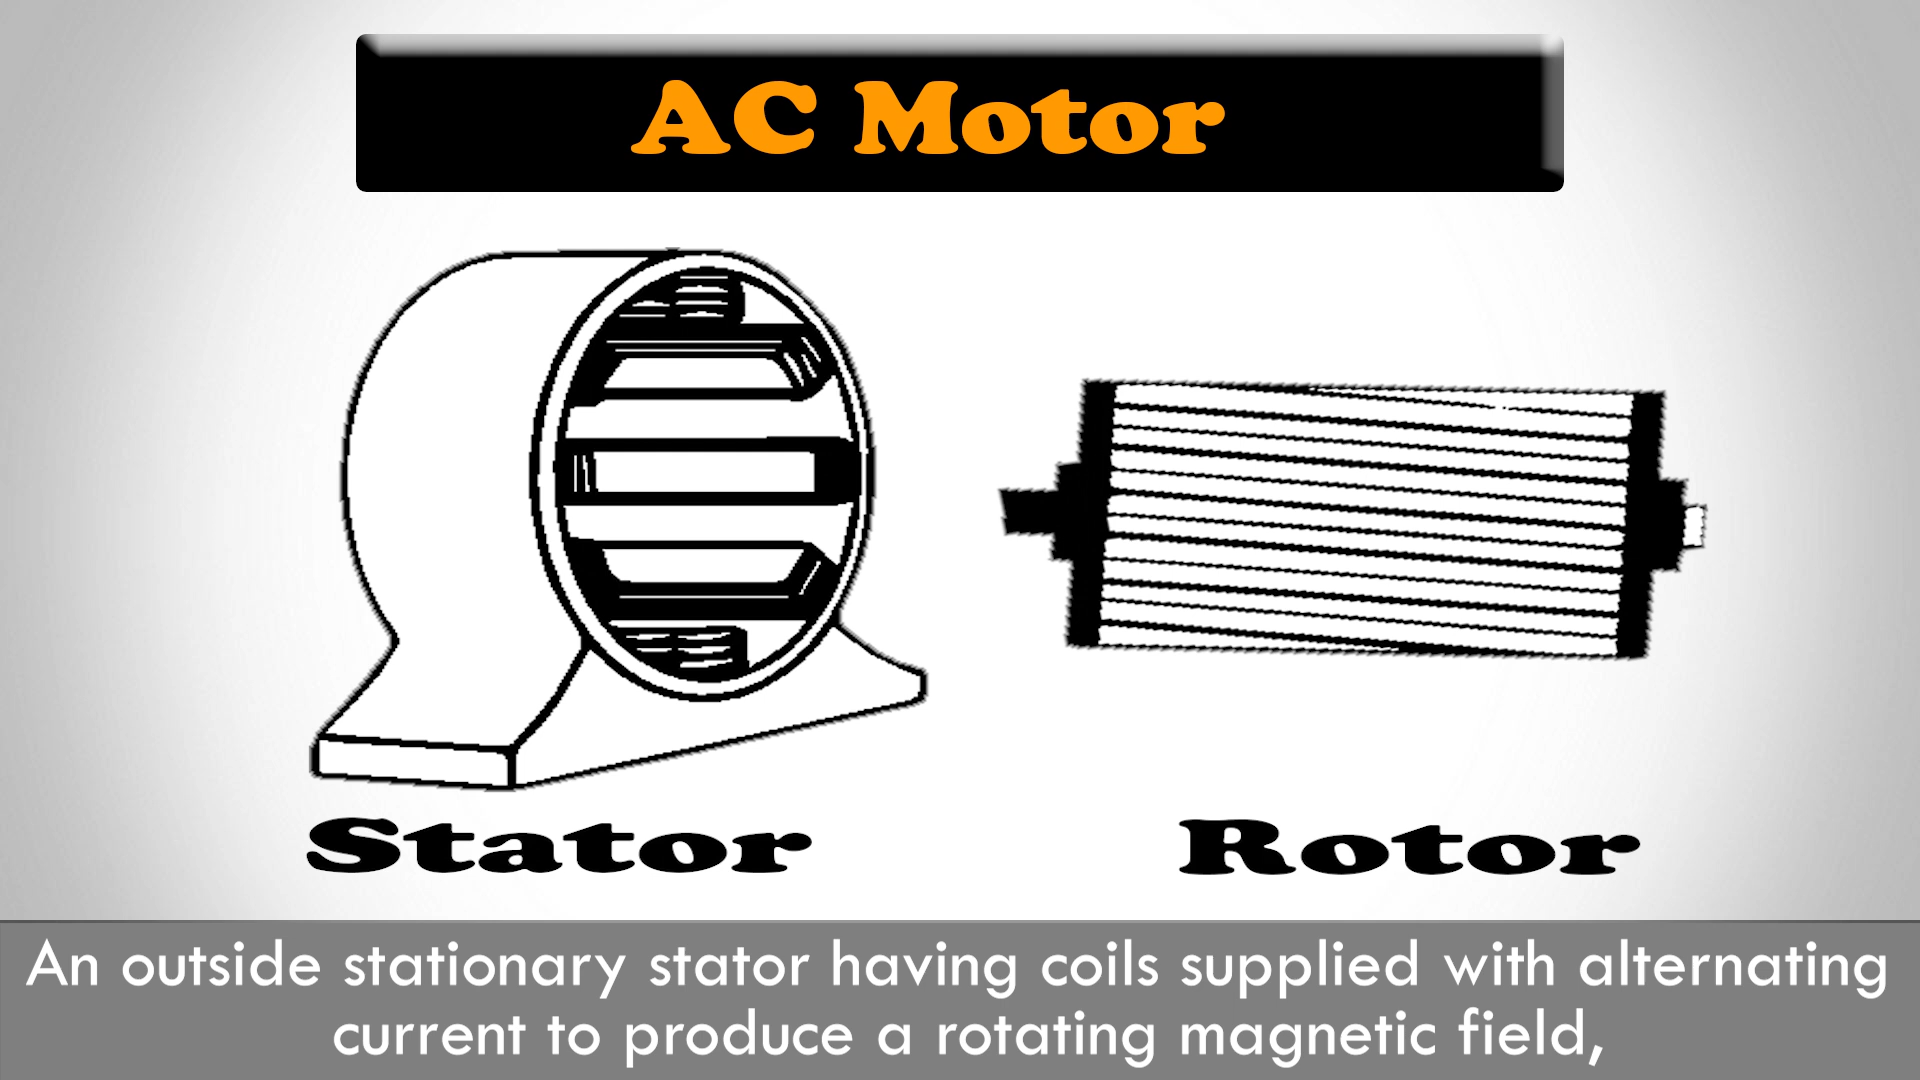 AC Motor
Stator
Rotor
An outside stationary stator having coils supplied with alternating
current to produce a rotating magnetic field,